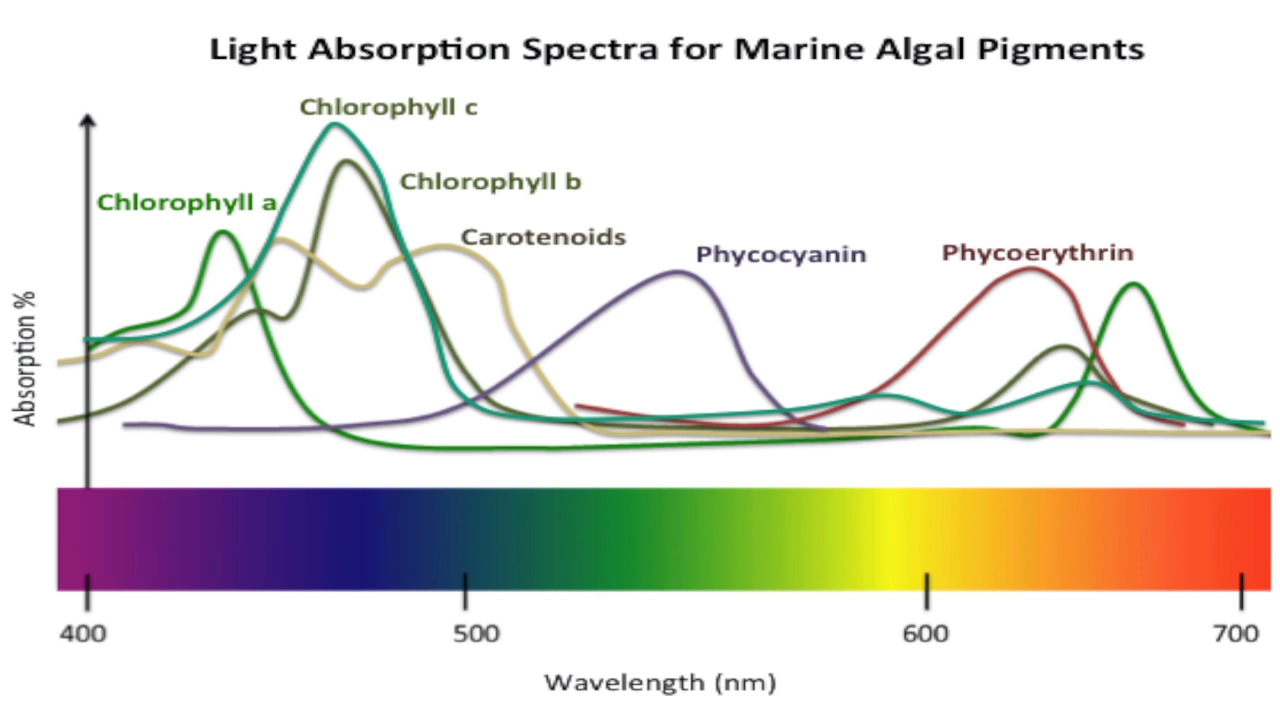 Light Absorption Spectra for Marine Algal Pigments
Chlorophyll c
Chlorophyll b
Chlorophyll a
Carotenoids
Phycocyanin
Phycoerythrin
Absorption %
400
500
600
700
Wavelength (nm)